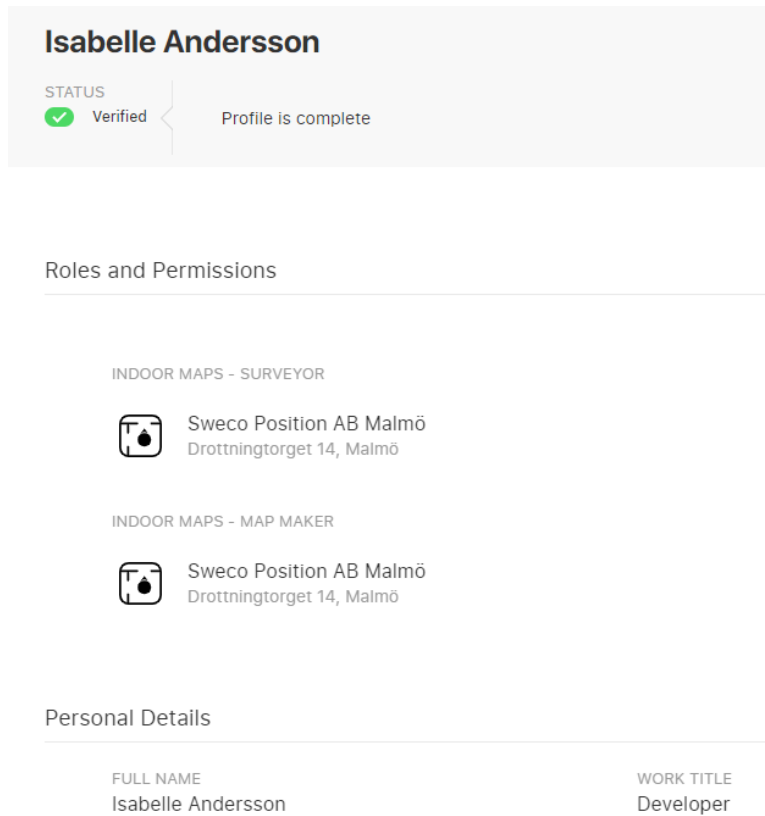 Isabelle Andersson
STATUS
Verified
Profile is complete
Roles and Permissions
INDOOR MAPS - SURVEYOR
Sweco Position AB Malmö
Drottningtorget 14, Malmö
INDOOR MAPS - MAP MAKER
Sweco Position AB Malmö
Drottningtorget 14, Malmö
Personal Details
FULL NAME
Isabelle Andersson
WORK TITLE
Developer